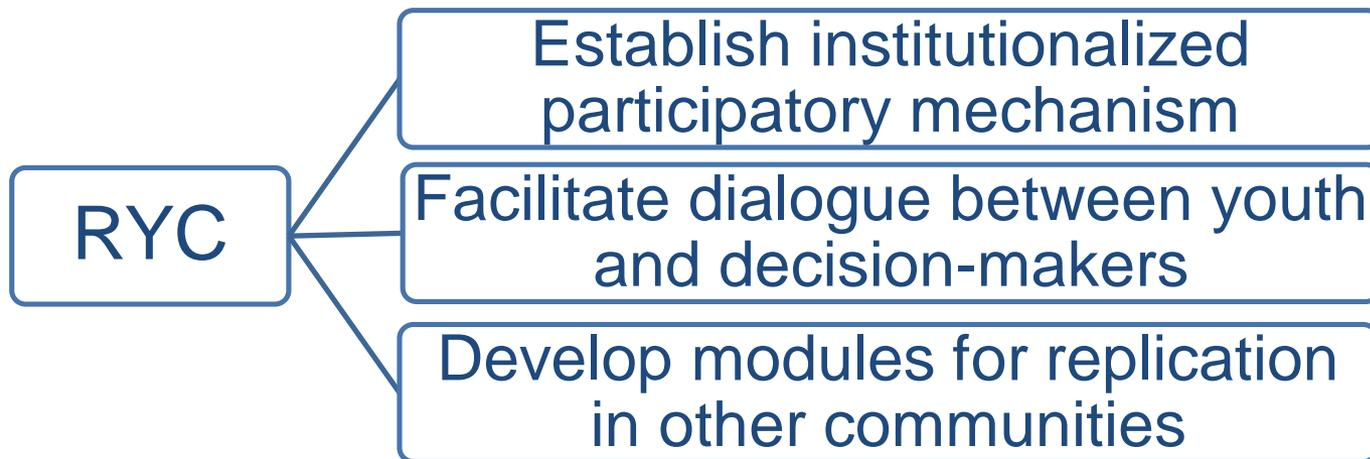 RYC
Establish institutionalized
participatory mechanism
Facilitate dialogue between youth
and decision-makers
Develop modules for replication
in other communities